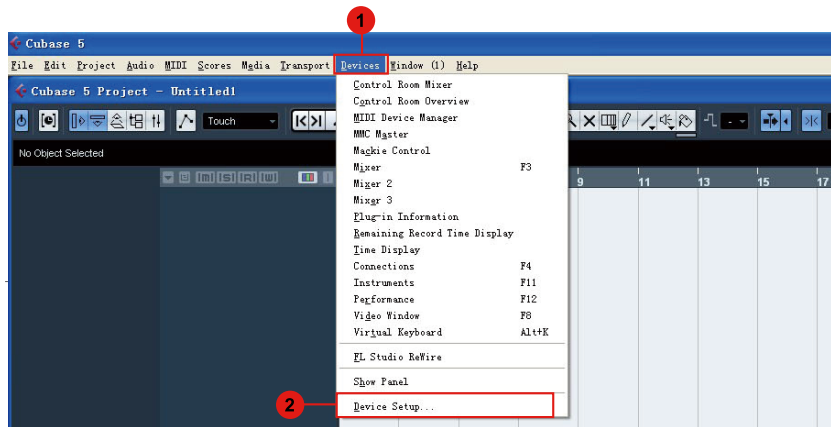 1
Cubase 5
File Edit Project Audio MIDI Scores Media Transport Devices Window (1) Help
Cubase 5 Project - Untitled1
Touch
No Object Selected
[m] [S] [R] [W]
9 11 13 15 17
Control Room Mixer
Control Room Overview
MIDI Device Manager
MMC Master
Mackie Control
Mixer F3
Mixer 2
Mixer 3
Plug-in Information
Remaining Record Time Display
Time Display
Connections F4
Instruments F11
Performance F12
Video Window F8
Virtual Keyboard Alt+K
FL Studio ReWire
Show Panel
2
Device Setup...